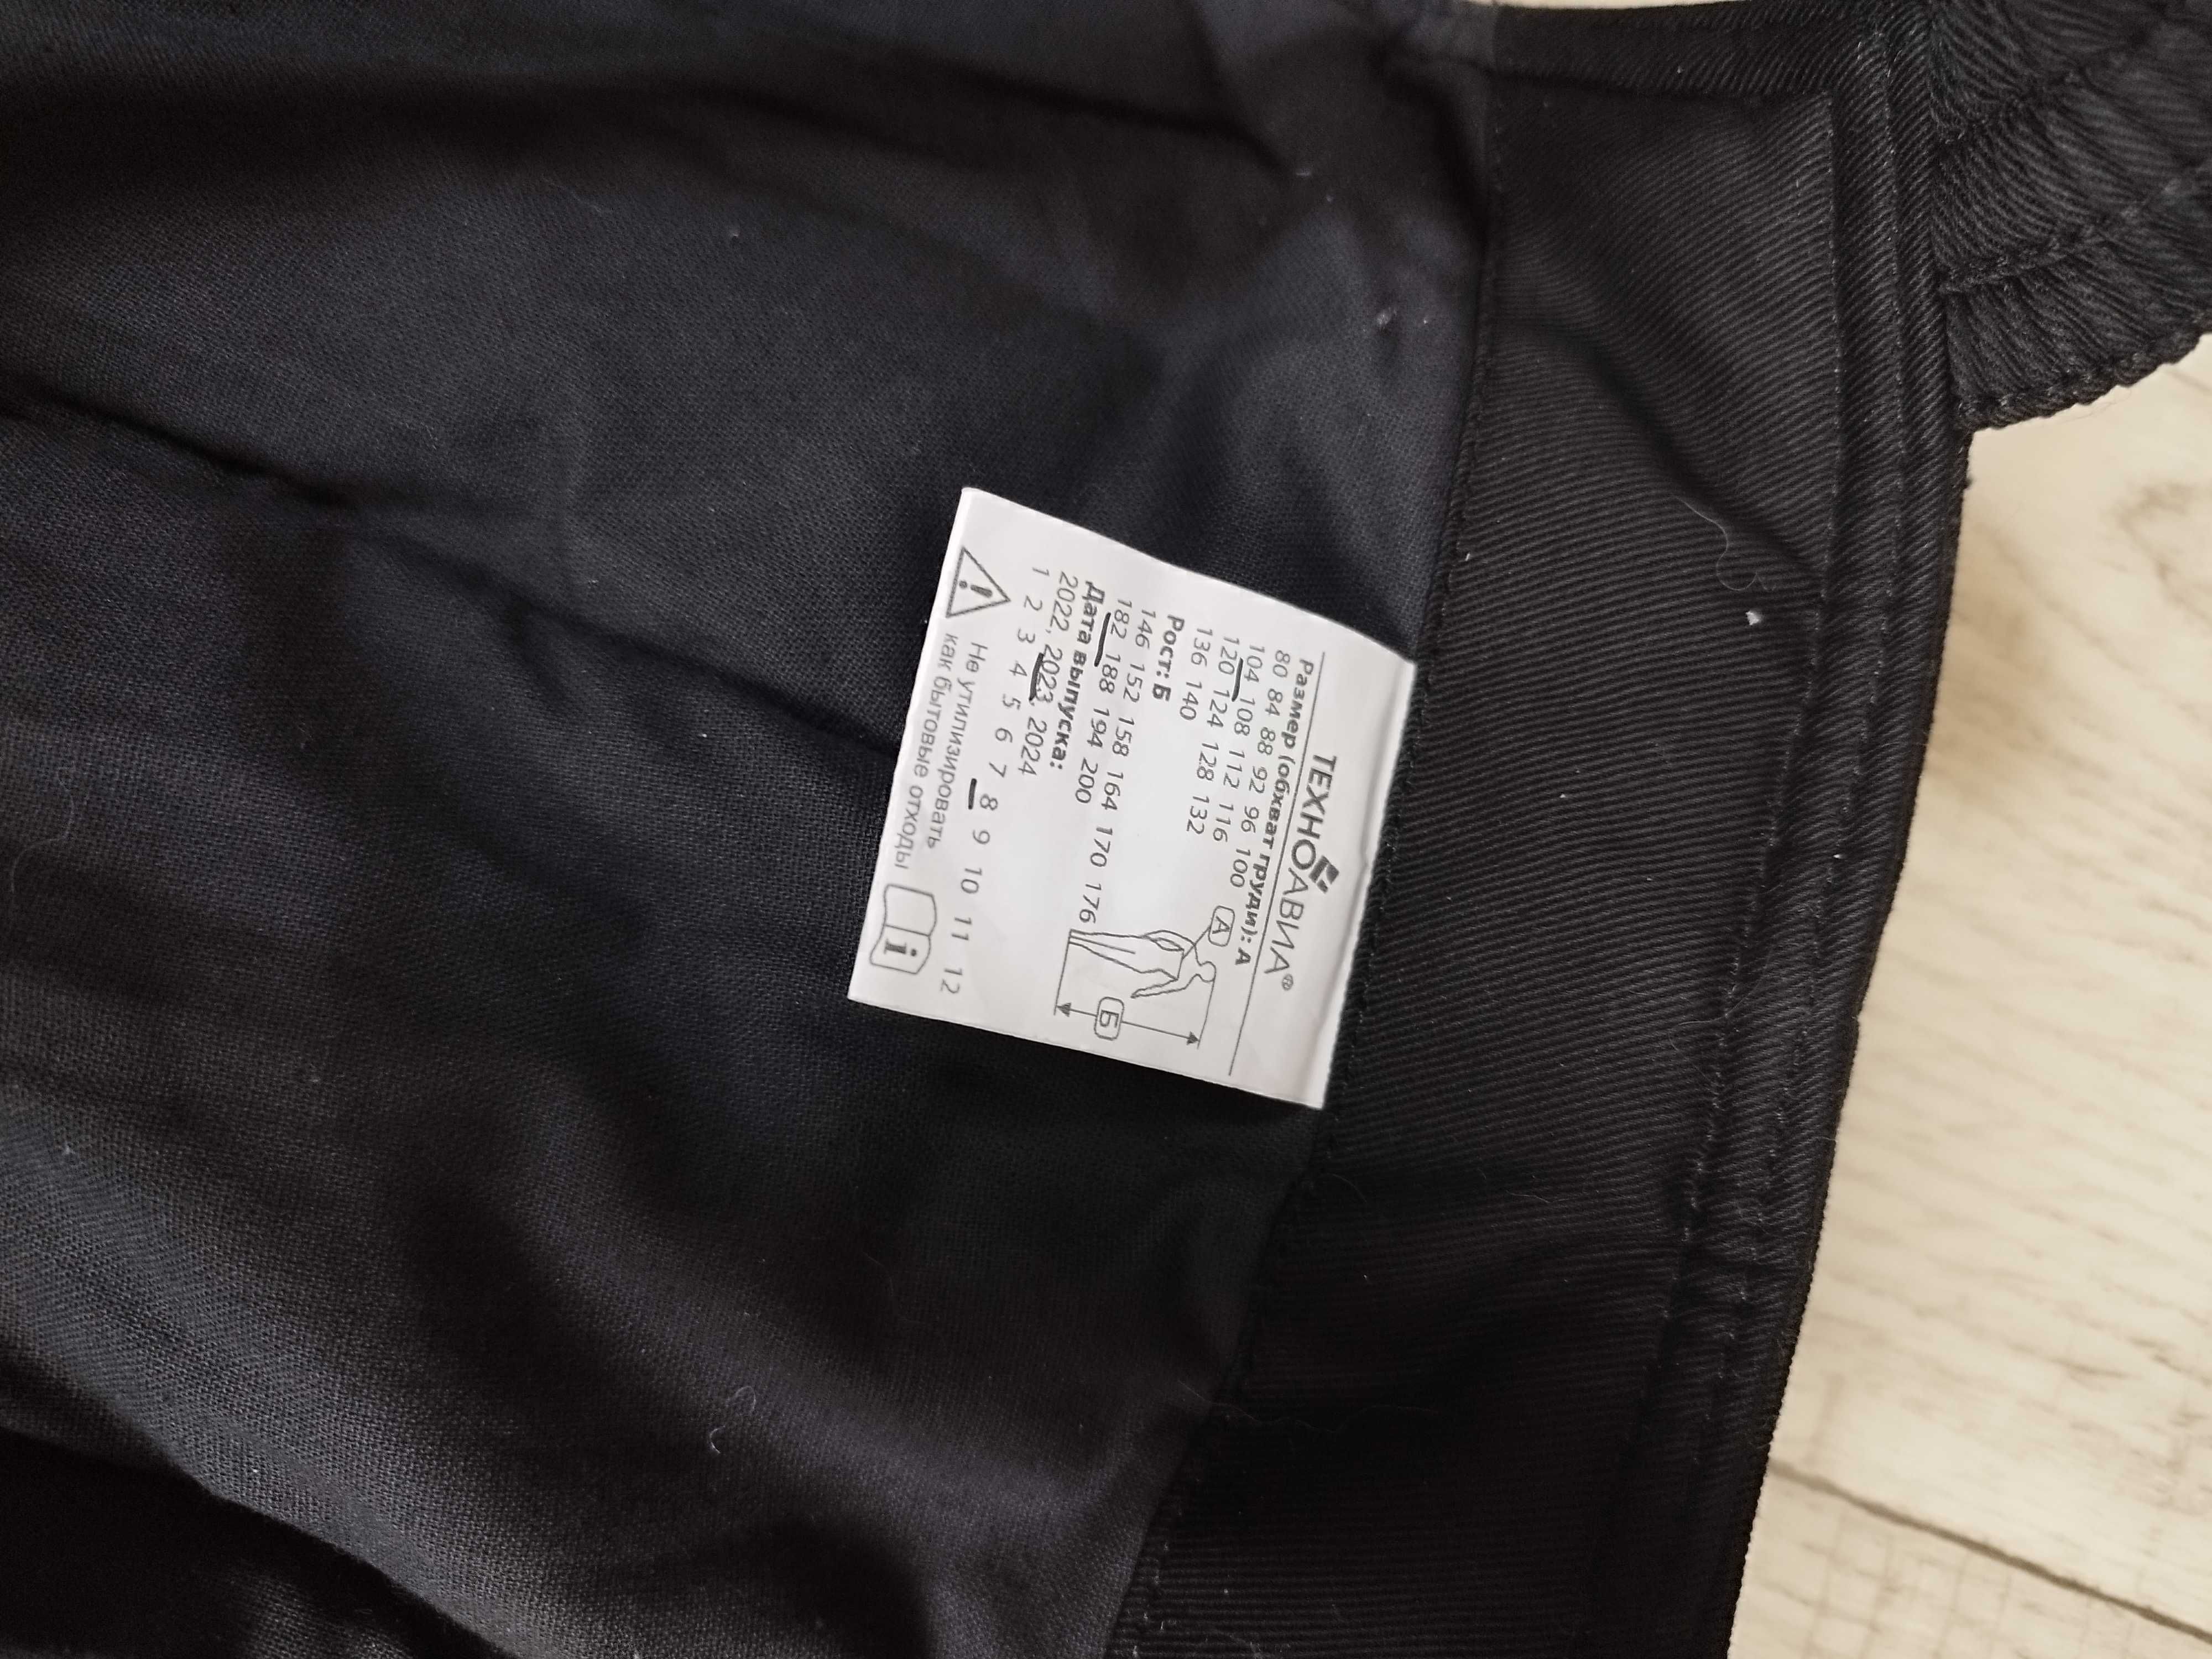 ТЕХНОАВИА®
Размер (обхват груди): А
80 84 88 92 96 100
104 108 112 116
120 124 128 132
136 140
Рост: Б
146 152 158 164 170 176
182 188 194 200
Дата выпуска:
2022, 2023, 2024
1 2 3 4 5 6 7 8 9 10 11 12
Не утилизировать
как бытовые отходы
А
Б
i